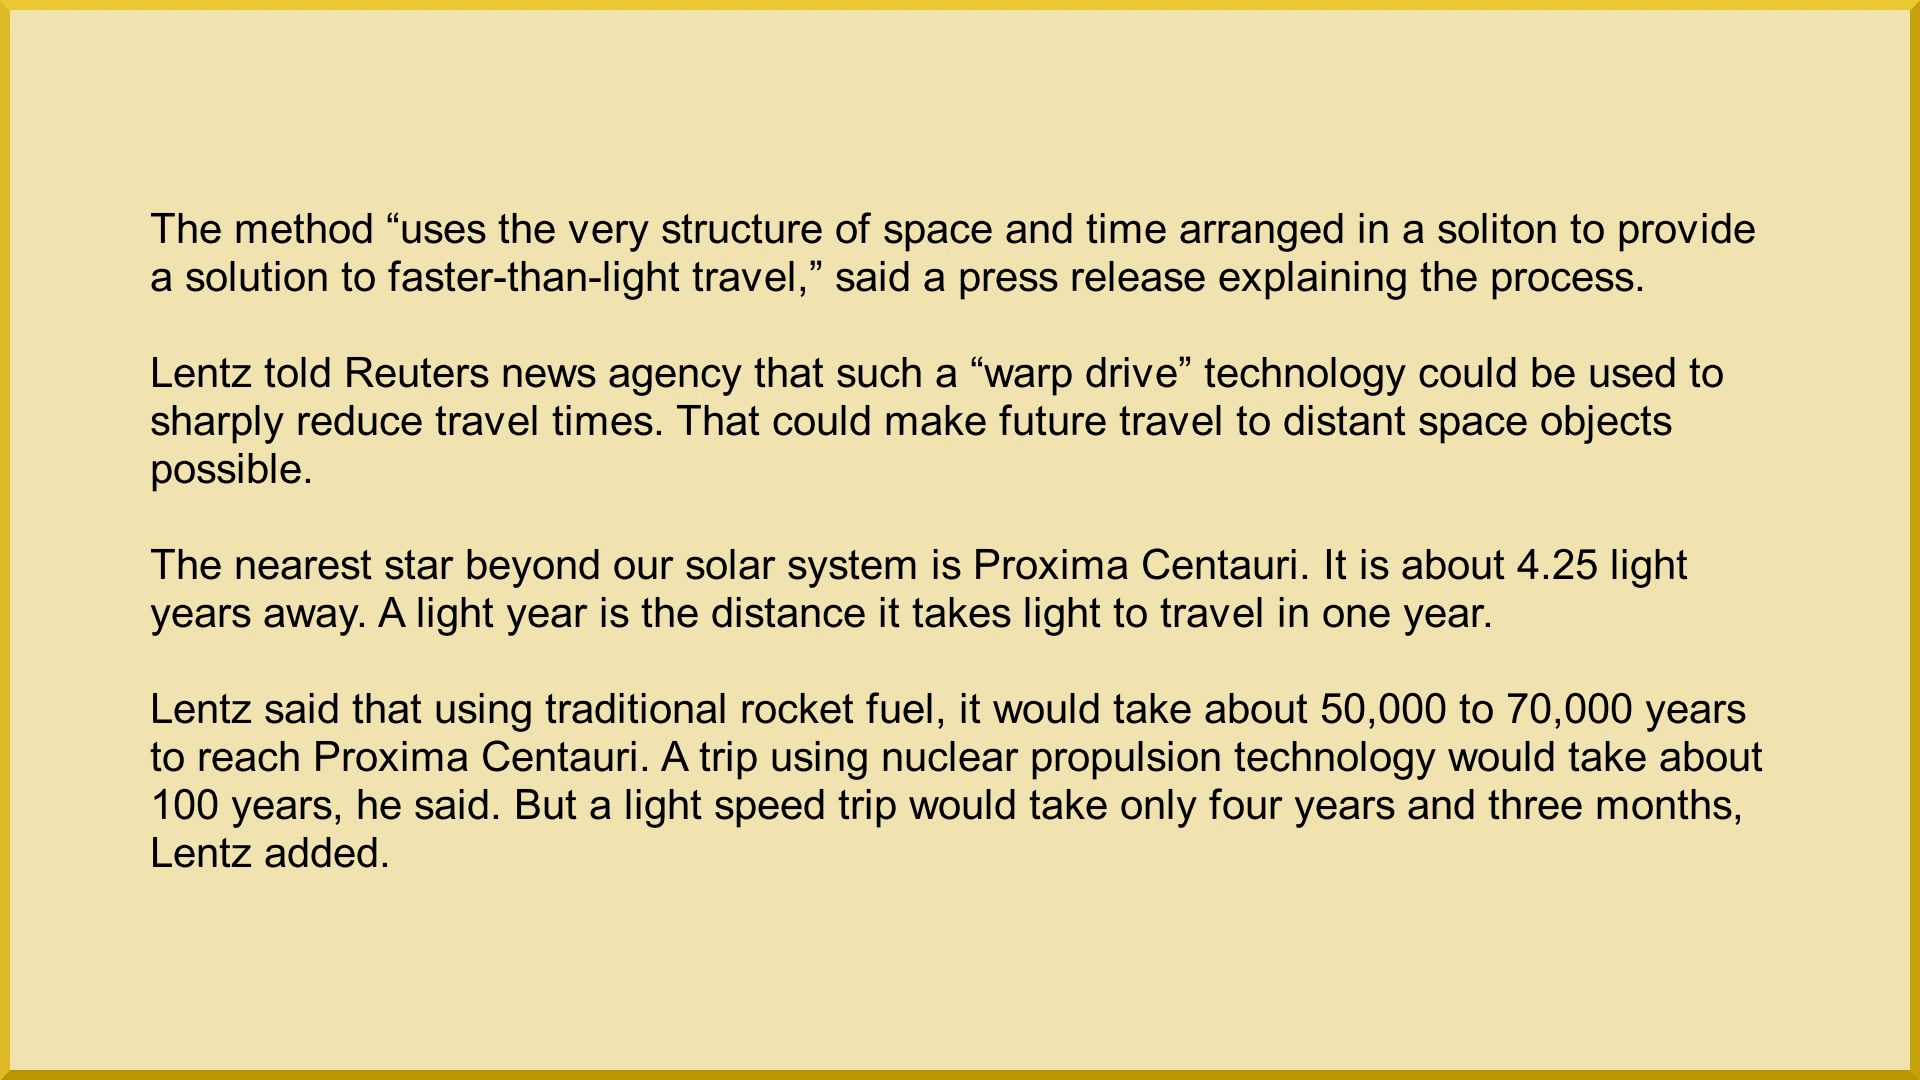 The method “uses the very structure of space and time arranged in a soliton to provide
a solution to faster-than-light travel,” said a press release explaining the process.
Lentz told Reuters news agency that such a “warp drive” technology could be used to
sharply reduce travel times. That could make future travel to distant space objects
possible.
The nearest star beyond our solar system is Proxima Centauri. It is about 4.25 light
years away. A light year is the distance it takes light to travel in one year.
Lentz said that using traditional rocket fuel, it would take about 50,000 to 70,000 years
to reach Proxima Centauri. A trip using nuclear propulsion technology would take about
100 years, he said. But a light speed trip would take only four years and three months,
Lentz added.